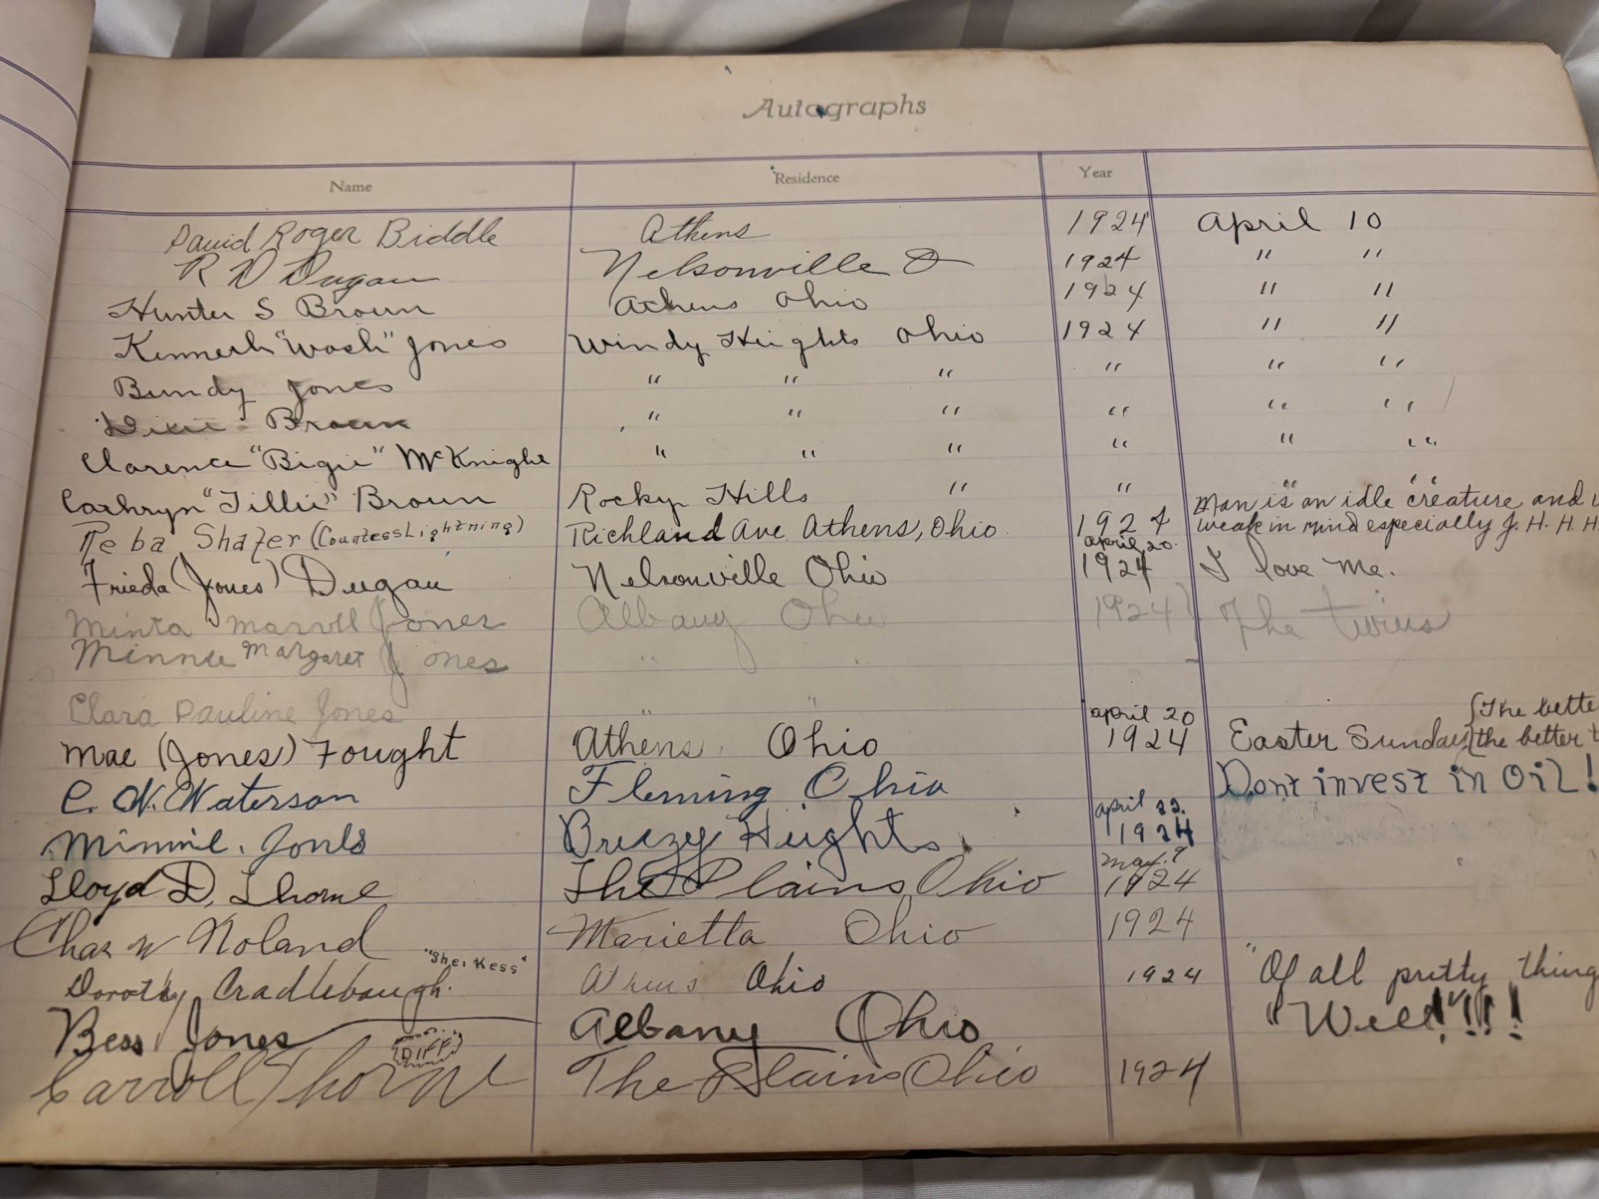 Autographs
Name Residence Year
David Roger Biddle Athens 1924 April 10
R D Dugan Nelsonville O 1924 " "
Hunter S Brown Athens Ohio 1924 " "
Kenneth "Wash" Jones Windy Heights Ohio 1924 " "
Bundy Jones " " " " " "
Dixie Brown " " " " " "
Clarence "Bigie" McKnight " " " " " "
Cathryn "Tillie" Brown Rocky Hills " " " "
Man is an idle creature and
Reba Shafer (Countess Lightning) Richland Ave Athens, Ohio. 1924 weak in mind especially J. H. H. H
April 20.
Frieda (Jones) Dugan Nelsonville Ohio 1924 I love me.
Minta Marvll Jones Albany Ohio 1924 } The twins
Minnie Margaret Jones " "
Clara Pauline Jones " "
April 20 {The bette
Mae (Jones) Fought Athens. Ohio 1924 Easter Sunday {the better t
C. W. Waterson Fleming Ohio Dont invest in Oil!
April 22.
Minnie. Jones Breezy Heights. 1924
May. 9
Lloyd D. Thorne The Plains Ohio 1924
Chas W Noland Marietta Ohio 1924
"Shei Kess"
Dorothy Cradlebaugh. Athens Ohio 1924 "Of all pretty thing
Bess Jones Albany Ohio "Well!"!!!
DIFF
Carroll Thorne The Plains Ohio 1924